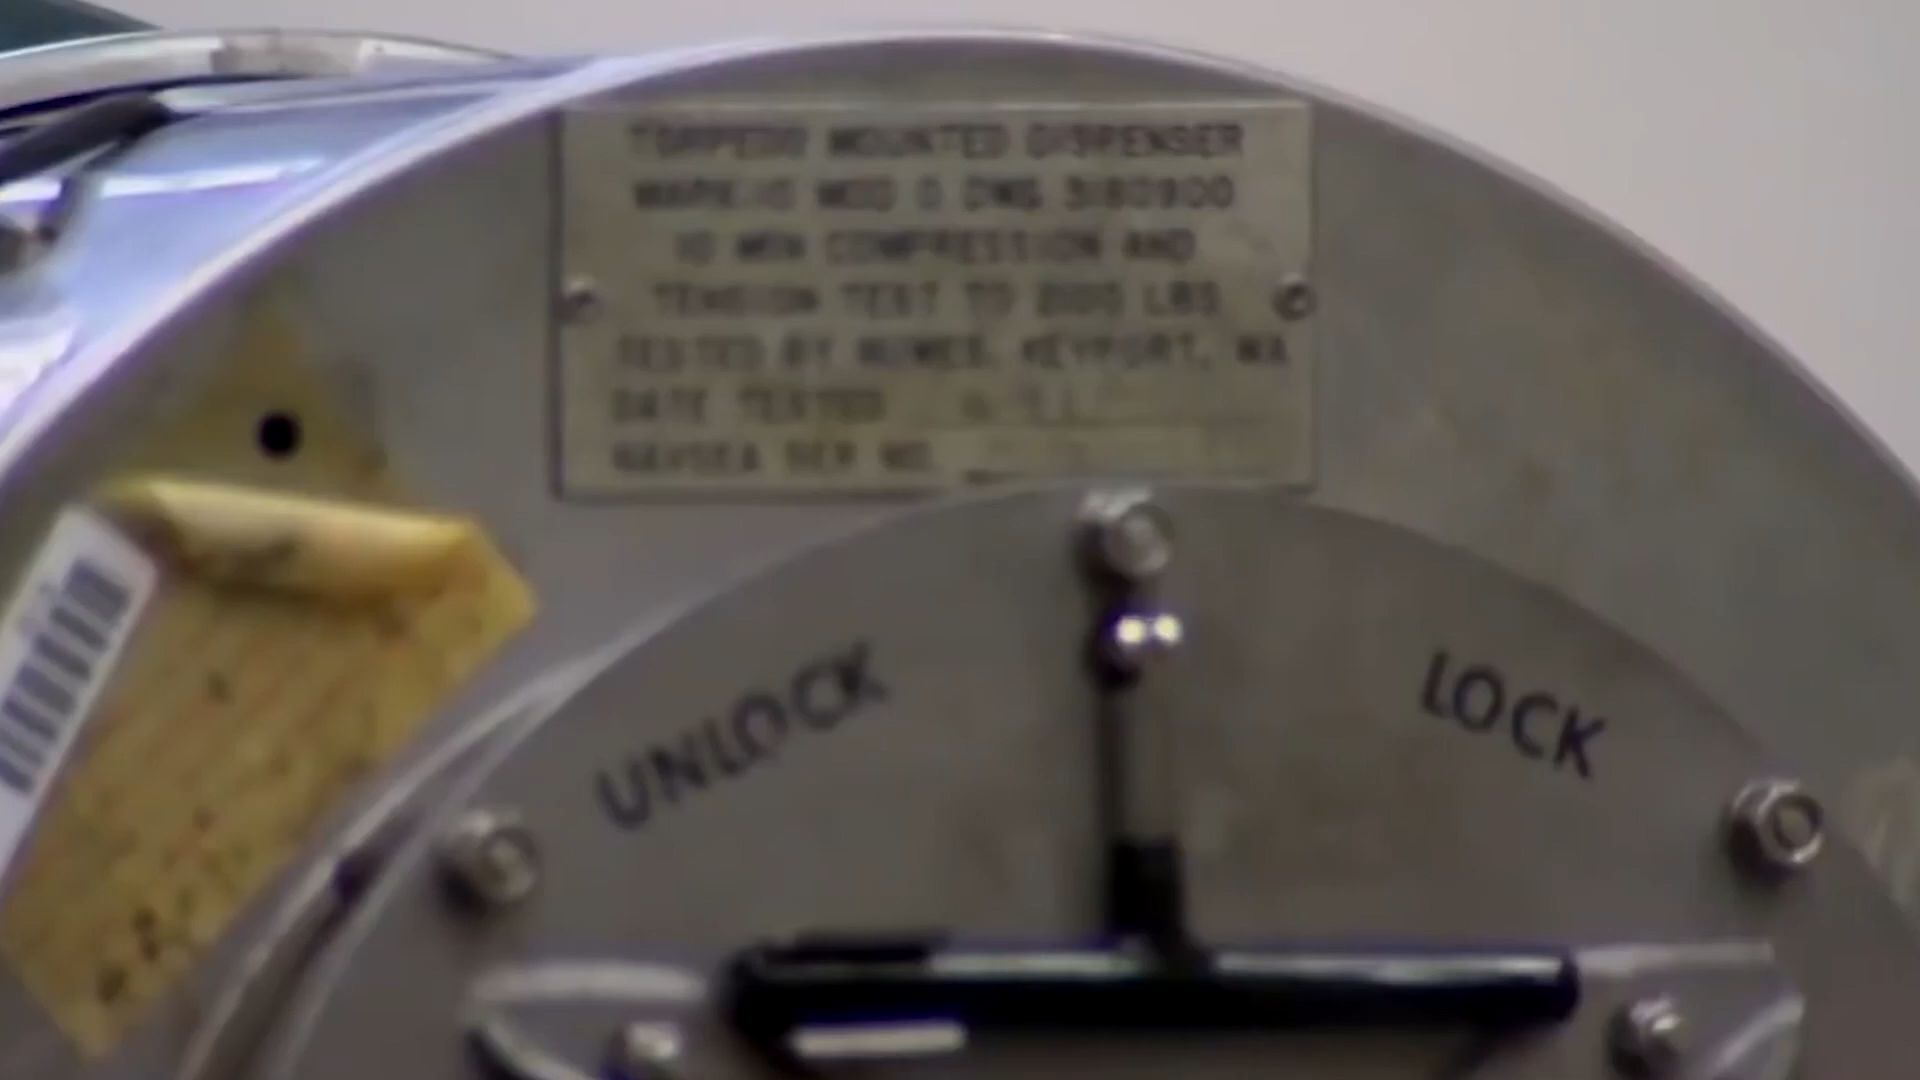 TORPEDO MOUNTED DISPENSER
MARK 10 MOD 0 DWG 3180900
10 MIN COMPRESSION AND
TENSION TEST TO LBS
TESTED BY KEYPORT, WA
DATE TESTED
NAVSEA SER NO.
UNLOCK
LOCK